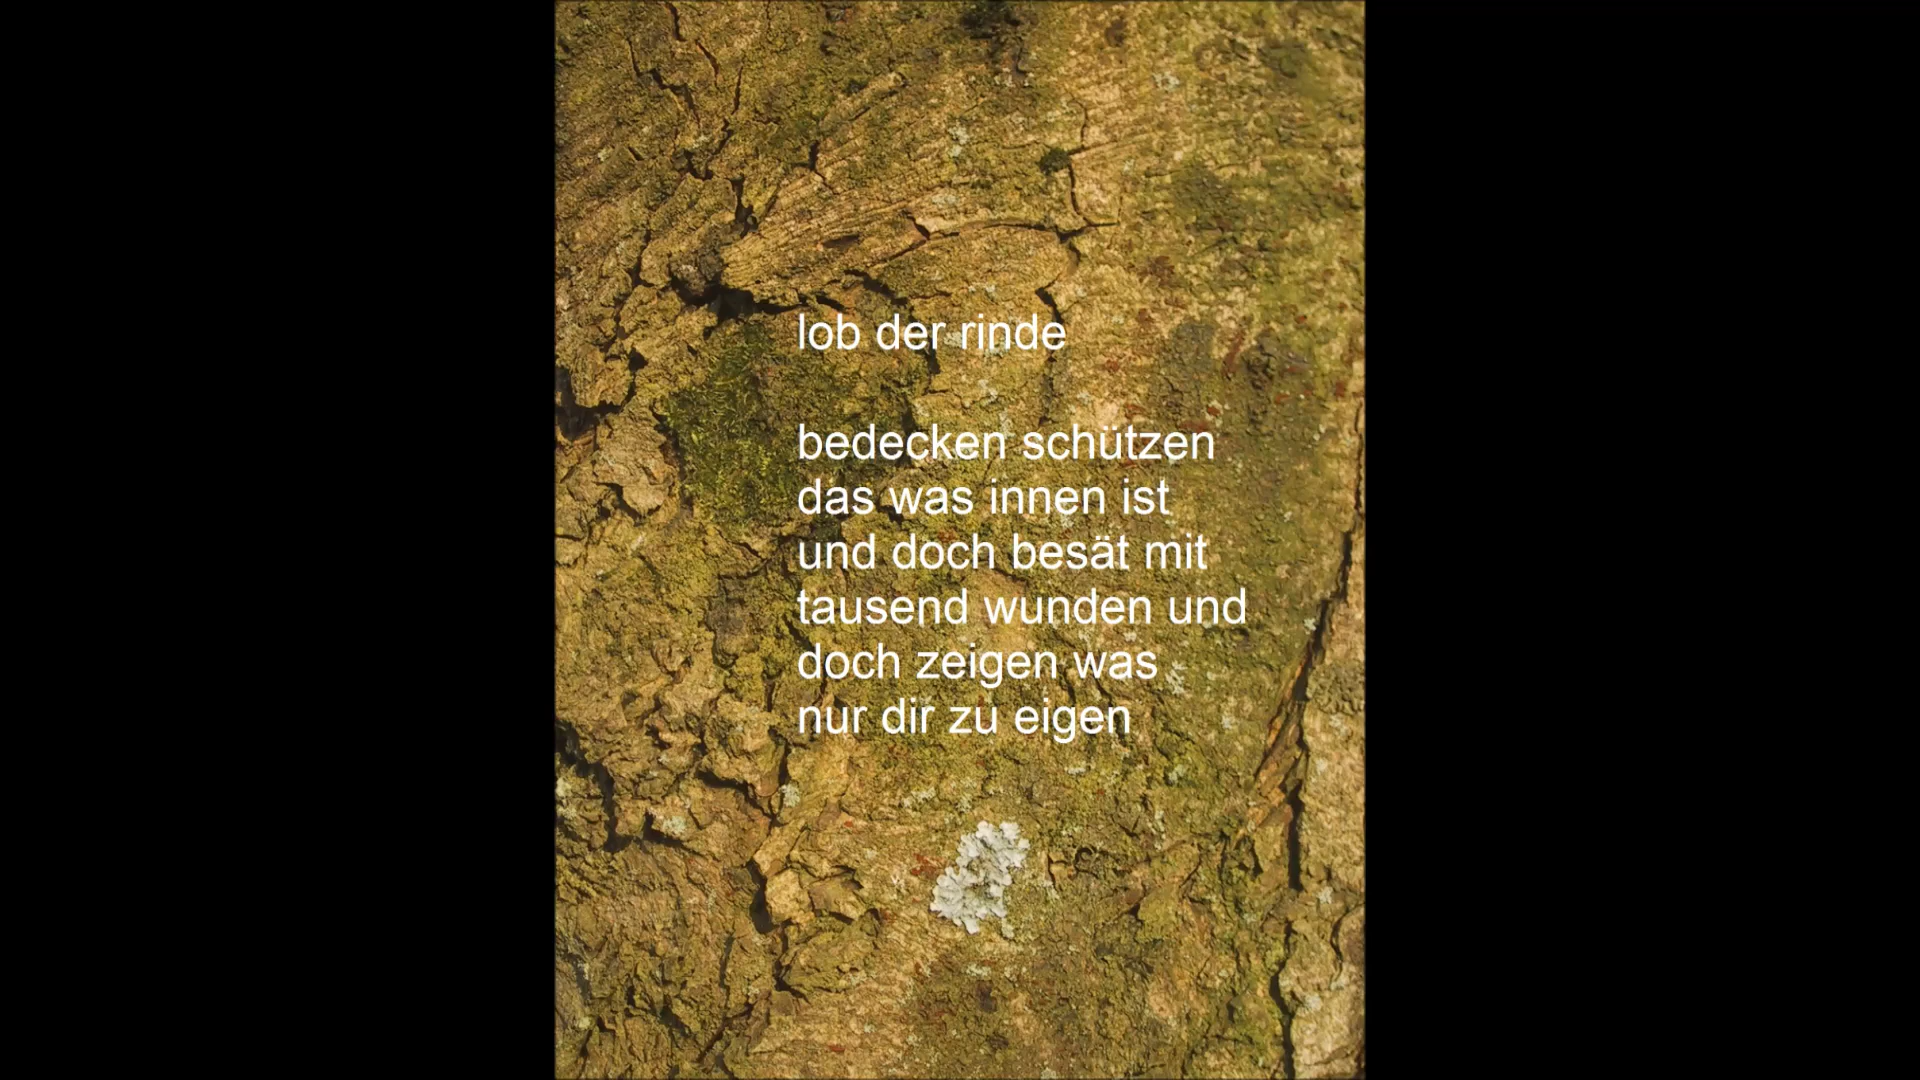 lob der rinde
bedecken schützen
das was innen ist
und doch besät mit
tausend wunden und
doch zeigen was
nur dir zu eigen